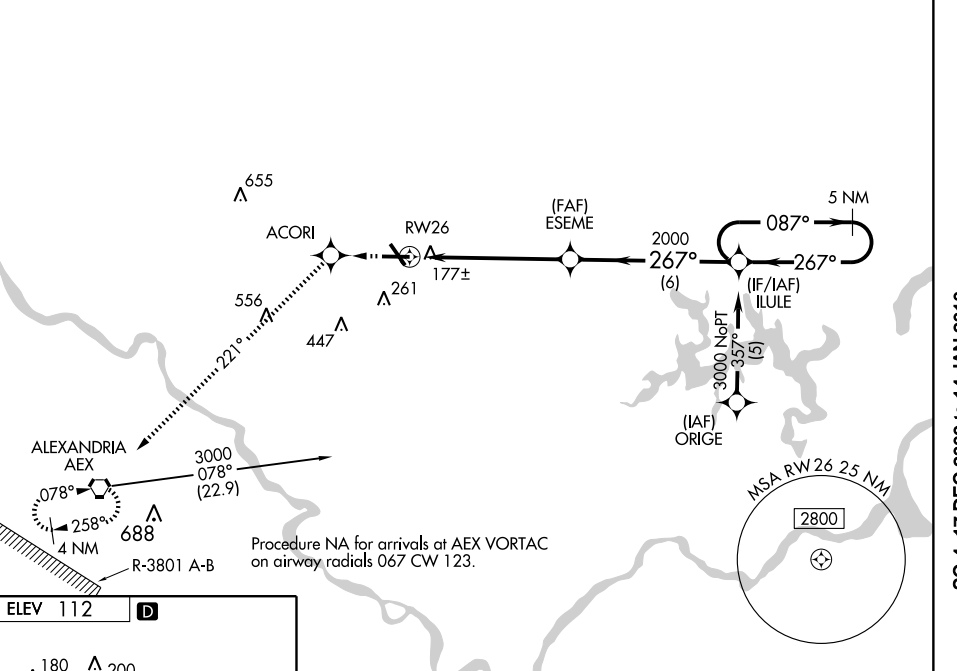 655
5 NM
(FAF)
ESEME
087°
RW26
ACORI
2000
267°
(6)
267°
177±
(IF/IAF)
ILULE
261
556
447
3000 NoPT
357°
(5)
221°
(IAF)
ORIGE
ALEXANDRIA
AEX
3000
078°
(22.9)
078°
258°
4 NM
688
MSA RW26 25 NM
2800
Procedure NA for arrivals at AEX VORTAC
on airway radials 067 CW 123.
R-3801 A-B
ELEV 112
D
180
200